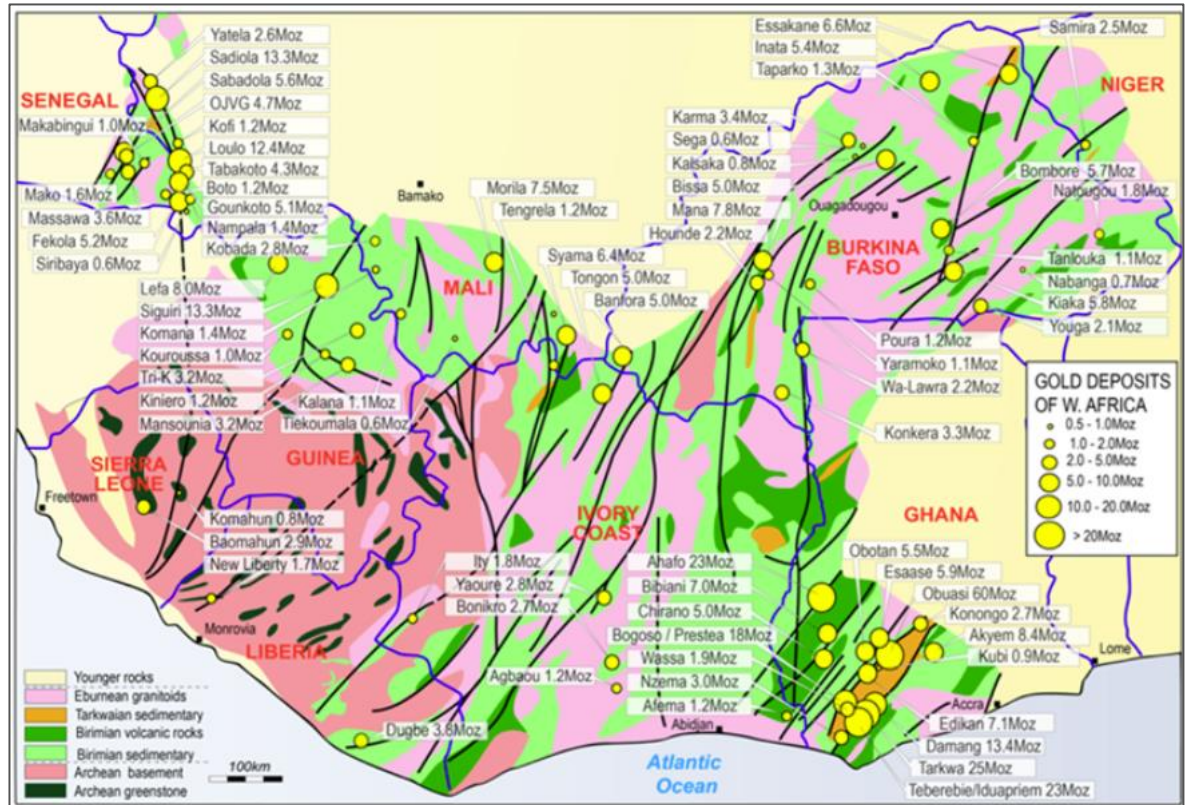 Yatela 2.6Moz
Sadiola 13.3Moz
Sabadola 5.6Moz
OJVG 4.7Moz
SENEGAL
Makabingui 1.0Moz
Kofi 1.2Moz
Loulo 12.4Moz
Tabakoto 4.3Moz
Mako 1.6Moz
Boto 1.2Moz
Massawa 3.6Moz
Gounkoto 5.1Moz
Fekola 5.2Moz
Nampala 1.4Moz
Siribaya 0.6Moz
Kobada 2.8Moz
Bamako
Morila 7.5Moz
Tengrela 1.2Moz
Syama 6.4Moz
Tongon 5.0Moz
Banfora 5.0Moz
MALI
Lefa 8.0Moz
Siguiri 13.3Moz
Komana 1.4Moz
Kouroussa 1.0Moz
Tri-K 3.2Moz
Kiniero 1.2Moz
Mansounia 3.2Moz
Kalana 1.1Moz
Tiekoumala 0.6Moz
Essakane 6.6Moz
Inata 5.4Moz
Taparko 1.3Moz
Samira 2.5Moz
NIGER
Karma 3.4Moz
Sega 0.6Moz
Kalsaka 0.8Moz
Bissa 5.0Moz
Mana 7.8Moz
Hounde 2.2Moz
Ouagadougou
BURKINA
FASO
Bombore 5.7Moz
Natougou 1.8Moz
Tanlouka 1.1Moz
Nabanga 0.7Moz
Kiaka 5.8Moz
Youga 2.1Moz
Poura 1.2Moz
Yaramoko 1.1Moz
Wa-Lawra 2.2Moz
Konkera 3.3Moz
GOLD DEPOSITS
OF W. AFRICA
0.5 - 1.0Moz
1.0 - 2.0Moz
2.0 - 5.0Moz
5.0 - 10.0Moz
10.0 - 20.0Moz
> 20Moz
SIERRA
LEONE
Freetown
GUINEA
Komahun 0.8Moz
Baomahun 2.9Moz
New Liberty 1.7Moz
Monrovia
LIBERIA
IVORY
COAST
GHANA
Ity 1.8Moz
Yaoure 2.8Moz
Bonikro 2.7Moz
Agbaou 1.2Moz
Dugbe 3.8Moz
Ahafo 23Moz
Bibiani 7.0Moz
Chirano 5.0Moz
Bogoso / Prestea 18Moz
Wassa 1.9Moz
Nzema 3.0Moz
Afema 1.2Moz
Abidjan
Obotan 5.5Moz
Esaase 5.9Moz
Obuasi 60Moz
Konongo 2.7Moz
Akyem 8.4Moz
Kubi 0.9Moz
Lome
Accra
Edikan 7.1Moz
Damang 13.4Moz
Tarkwa 25Moz
Teberebie/Iduapriem 23Moz
Atlantic
Ocean
Younger rocks
Eburnean granitoids
Tarkwaian sedimentary
Birimian volcanic rocks
Birimian sedimentary
Archean basement
Archean greenstone
100km